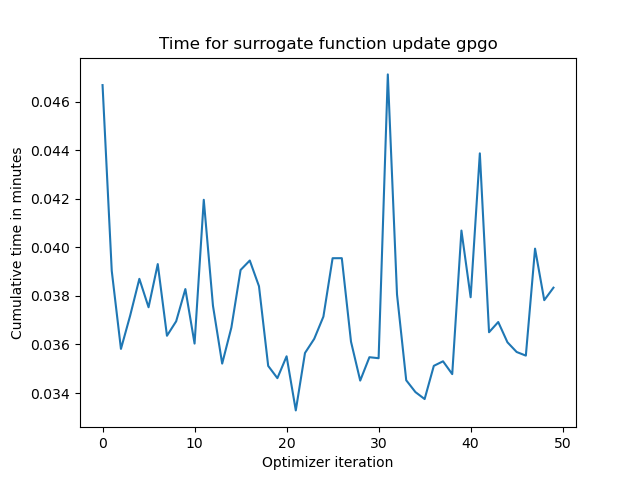 Time for surrogate function update gpgo
Cumulative time in minutes
0.046
0.044
0.042
0.040
0.038
0.036
0.034
0 10 20 30 40 50
Optimizer iteration